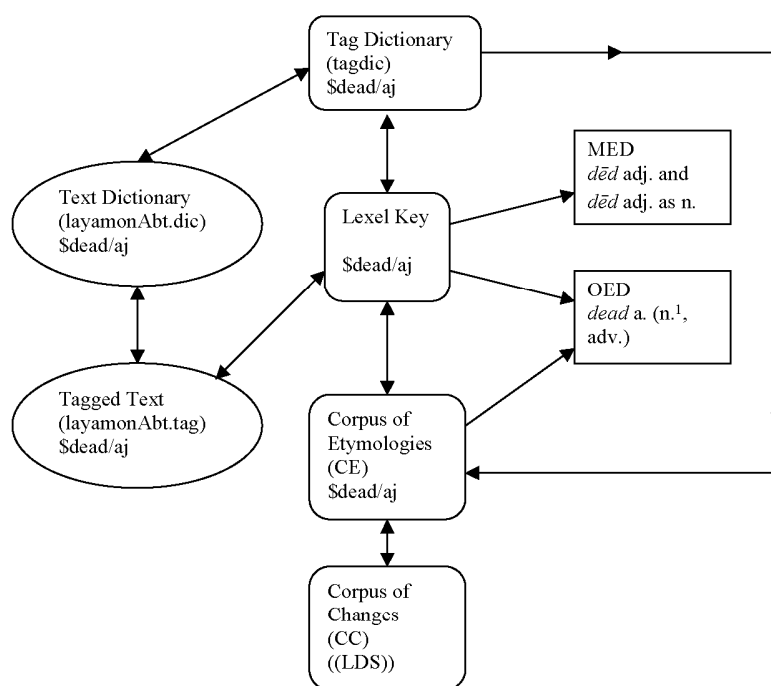 Tag Dictionary
(tagdic)
$dead/aj
MED
dēd adj. and
dēd adj. as n.
Text Dictionary
(layamonAbt.dic)
$dead/aj
Lexel Key
$dead/aj
OED
dead a. (n.¹,
adv.)
Tagged Text
(layamonAbt.tag)
$dead/aj
Corpus of
Etymologies
(CE)
$dead/aj
Corpus of
Changes
(CC)
((LDS))